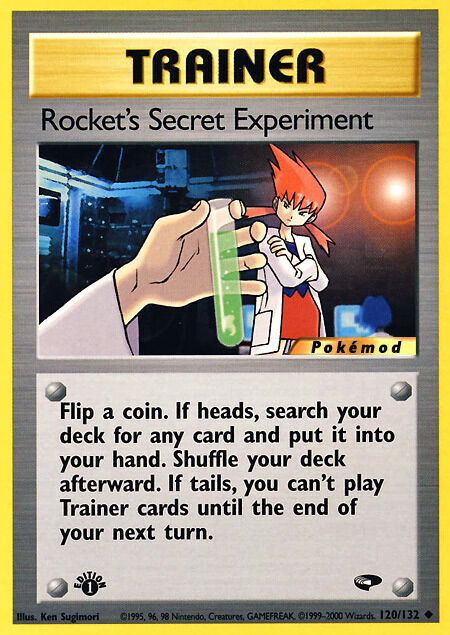 TRAINER
Rocket's Secret Experiment
Pokémod
Flip a coin. If heads, search your
deck for any card and put it into
your hand. Shuffle your deck
afterward. If tails, you can't play
Trainer cards until the end of
your next turn.
EDITION
1
Illus. Ken Sugimori ©1995, 96, 98 Nintendo, Creatures, GAMEFREAK. ©1999-2000 Wizards. 120/132 ◆